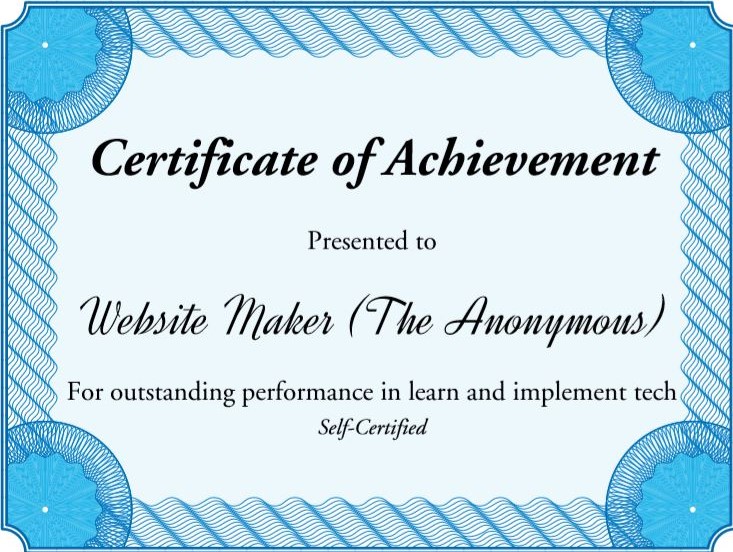 Certificate of Achievement
Presented to
Website Maker (The Anonymous)
For outstanding performance in learn and implement tech
Self-Certified